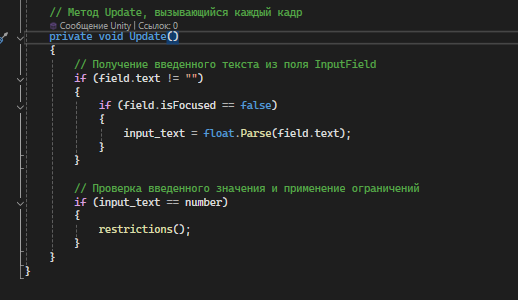 // Метод Update, вызывающийся каждый кадр
Сообщение Unity | Ссылок: 0
private void Update()
{
// Получение введенного текста из поля InputField
if (field.text != "")
{
if (field.isFocused == false)
{
input_text = float.Parse(field.text);
}
}
// Проверка введенного значения и применение ограничений
if (input_text == number)
{
restrictions();
}
}
}